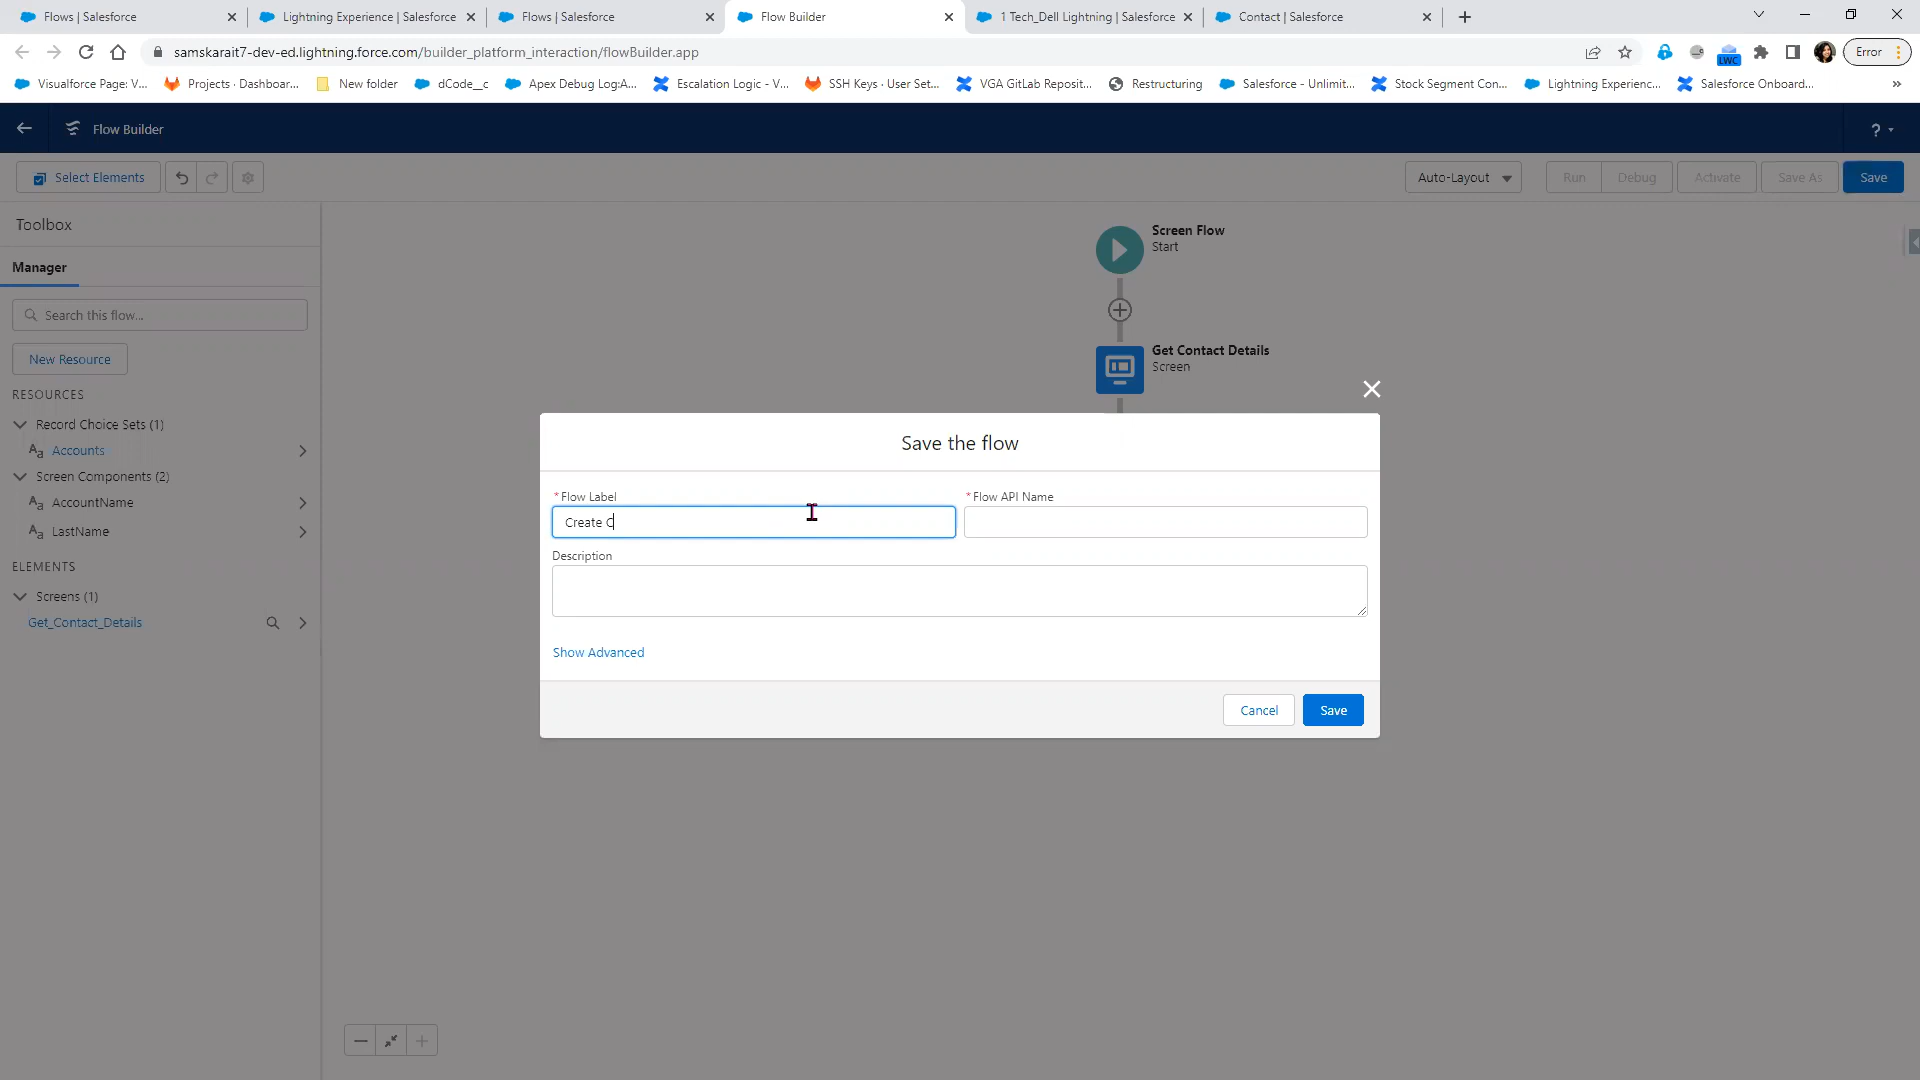 Flows | Salesforce
Lightning Experience | Salesforce
Flows | Salesforce
Flow Builder
1 Tech_Dell Lightning | Salesforce
Contact | Salesforce
samskarait7-dev-ed.lightning.force.com/builder_platform_interaction/flowBuilder.app
LWC
Error
Visualforce Page: V...
Projects · Dashboar...
New folder
dCode__c
Apex Debug Log:A...
Escalation Logic - V...
SSH Keys · User Set...
VGA GitLab Reposit...
Restructuring
Salesforce - Unlimit...
Stock Segment Con...
Lightning Experienc...
Salesforce Onboard...
»
Flow Builder
?
Select Elements
Auto-Layout
Run
Debug
Activate
Save As
Save
Toolbox
Manager
Search this flow...
New Resource
RESOURCES
Record Choice Sets (1)
Aa Accounts
Screen Components (2)
Aa AccountName
Aa LastName
ELEMENTS
Screens (1)
Get_Contact_Details
Screen Flow
Start
Get Contact Details
Screen
Save the flow
*Flow Label
*Flow API Name
Create C
Description
Show Advanced
Cancel
Save